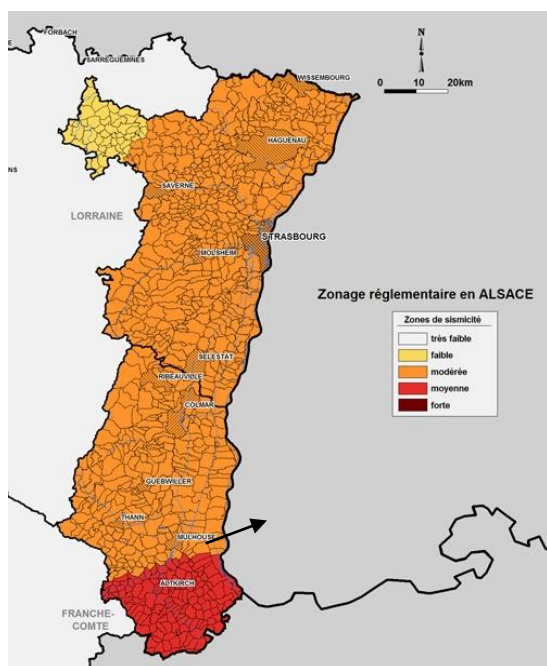 FORBACH
SARREGUEMINES
N
WISSEMBOURG
0 10 20km
HAGUENAU
NS
SAVERNE
LORRAINE
STRASBOURG
MOLSHEIM
Zonage réglementaire en ALSACE
Zones de sismicité
très faible
faible
modérée
moyenne
forte
SELESTAT
RIBEAUVILLE
COLMAR
GUEBWILLER
THANN
MULHOUSE
ALTKIRCH
FRANCHE-
COMTE